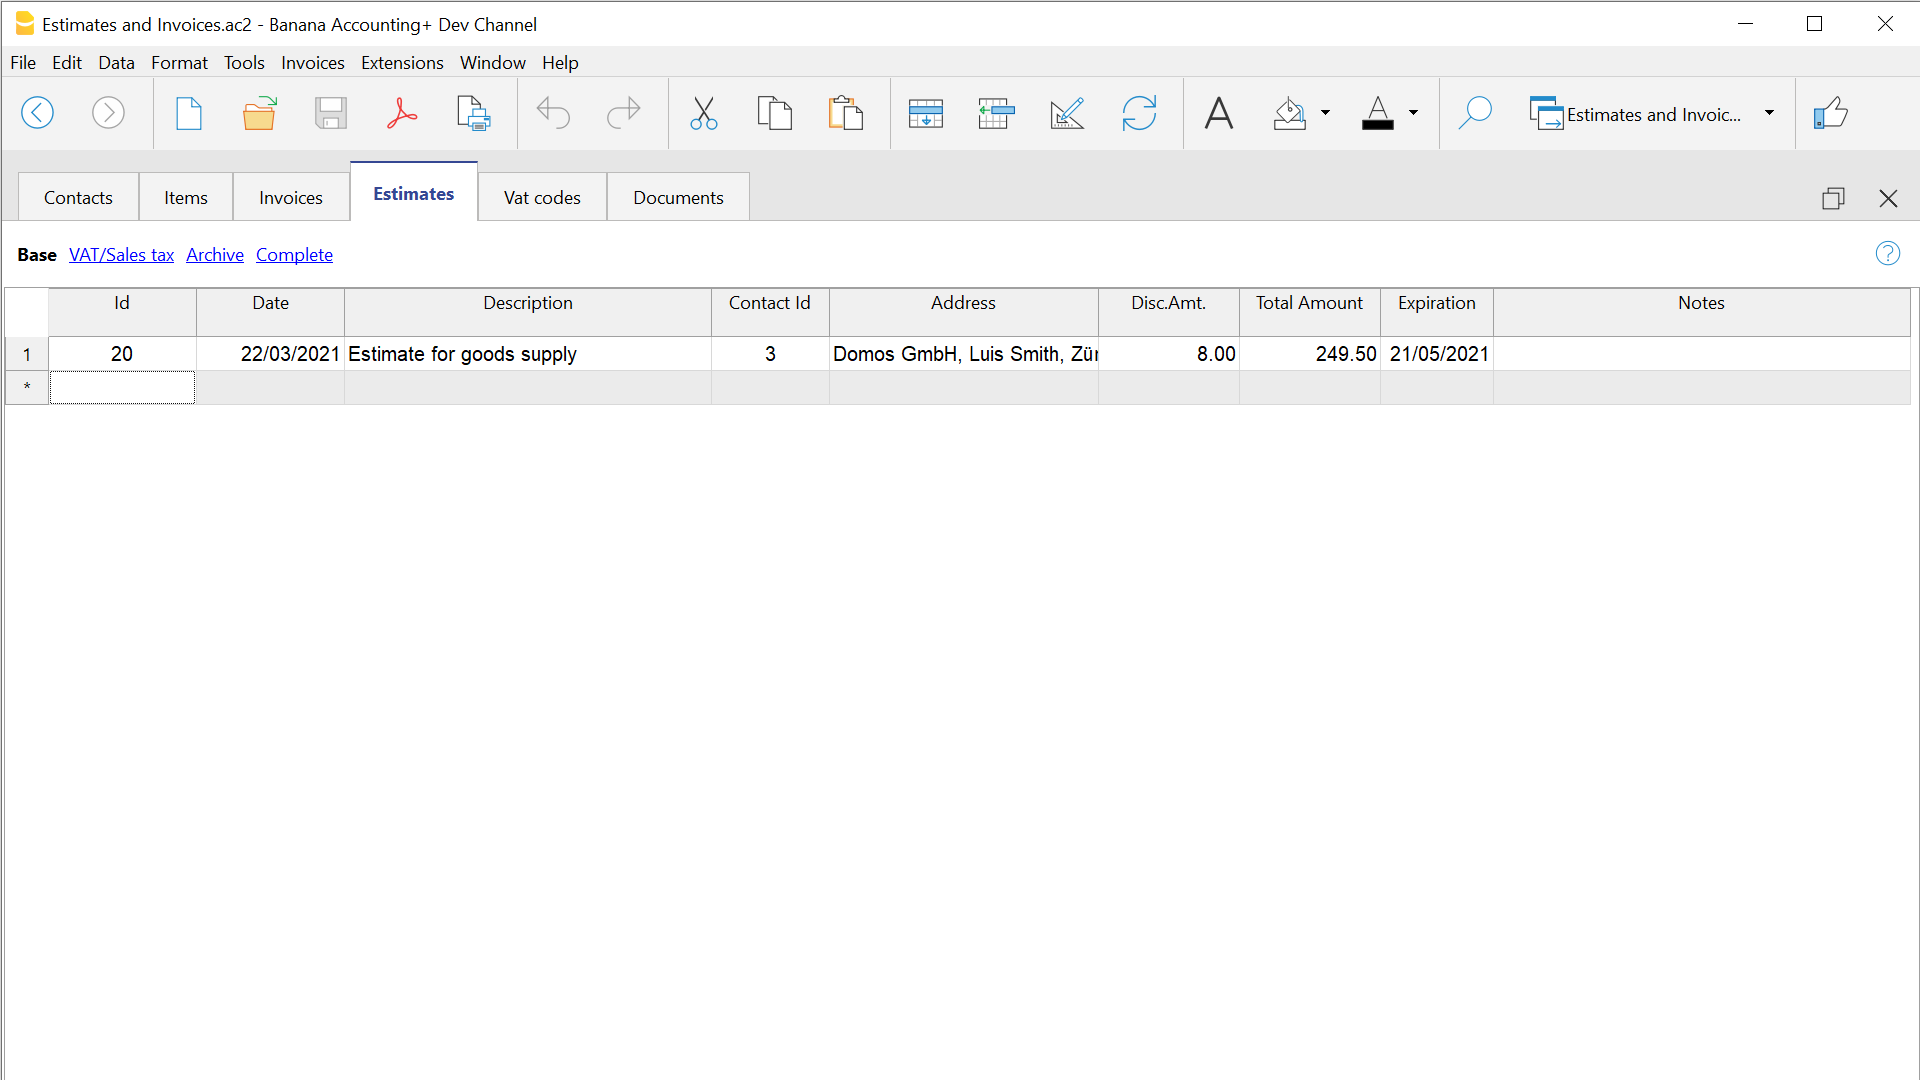 Estimates and Invoices.ac2 - Banana Accounting+ Dev Channel
File Edit Data Format Tools Invoices Extensions Window Help
Estimates and Invoic...
Contacts Items Invoices Estimates Vat codes Documents
Base VAT/Sales tax Archive Complete
Id Date Description Contact Id Address Disc.Amt. Total Amount Expiration Notes
1 20 22/03/2021 Estimate for goods supply 3 Domos GmbH, Luis Smith, Zür 8.00 249.50 21/05/2021
*